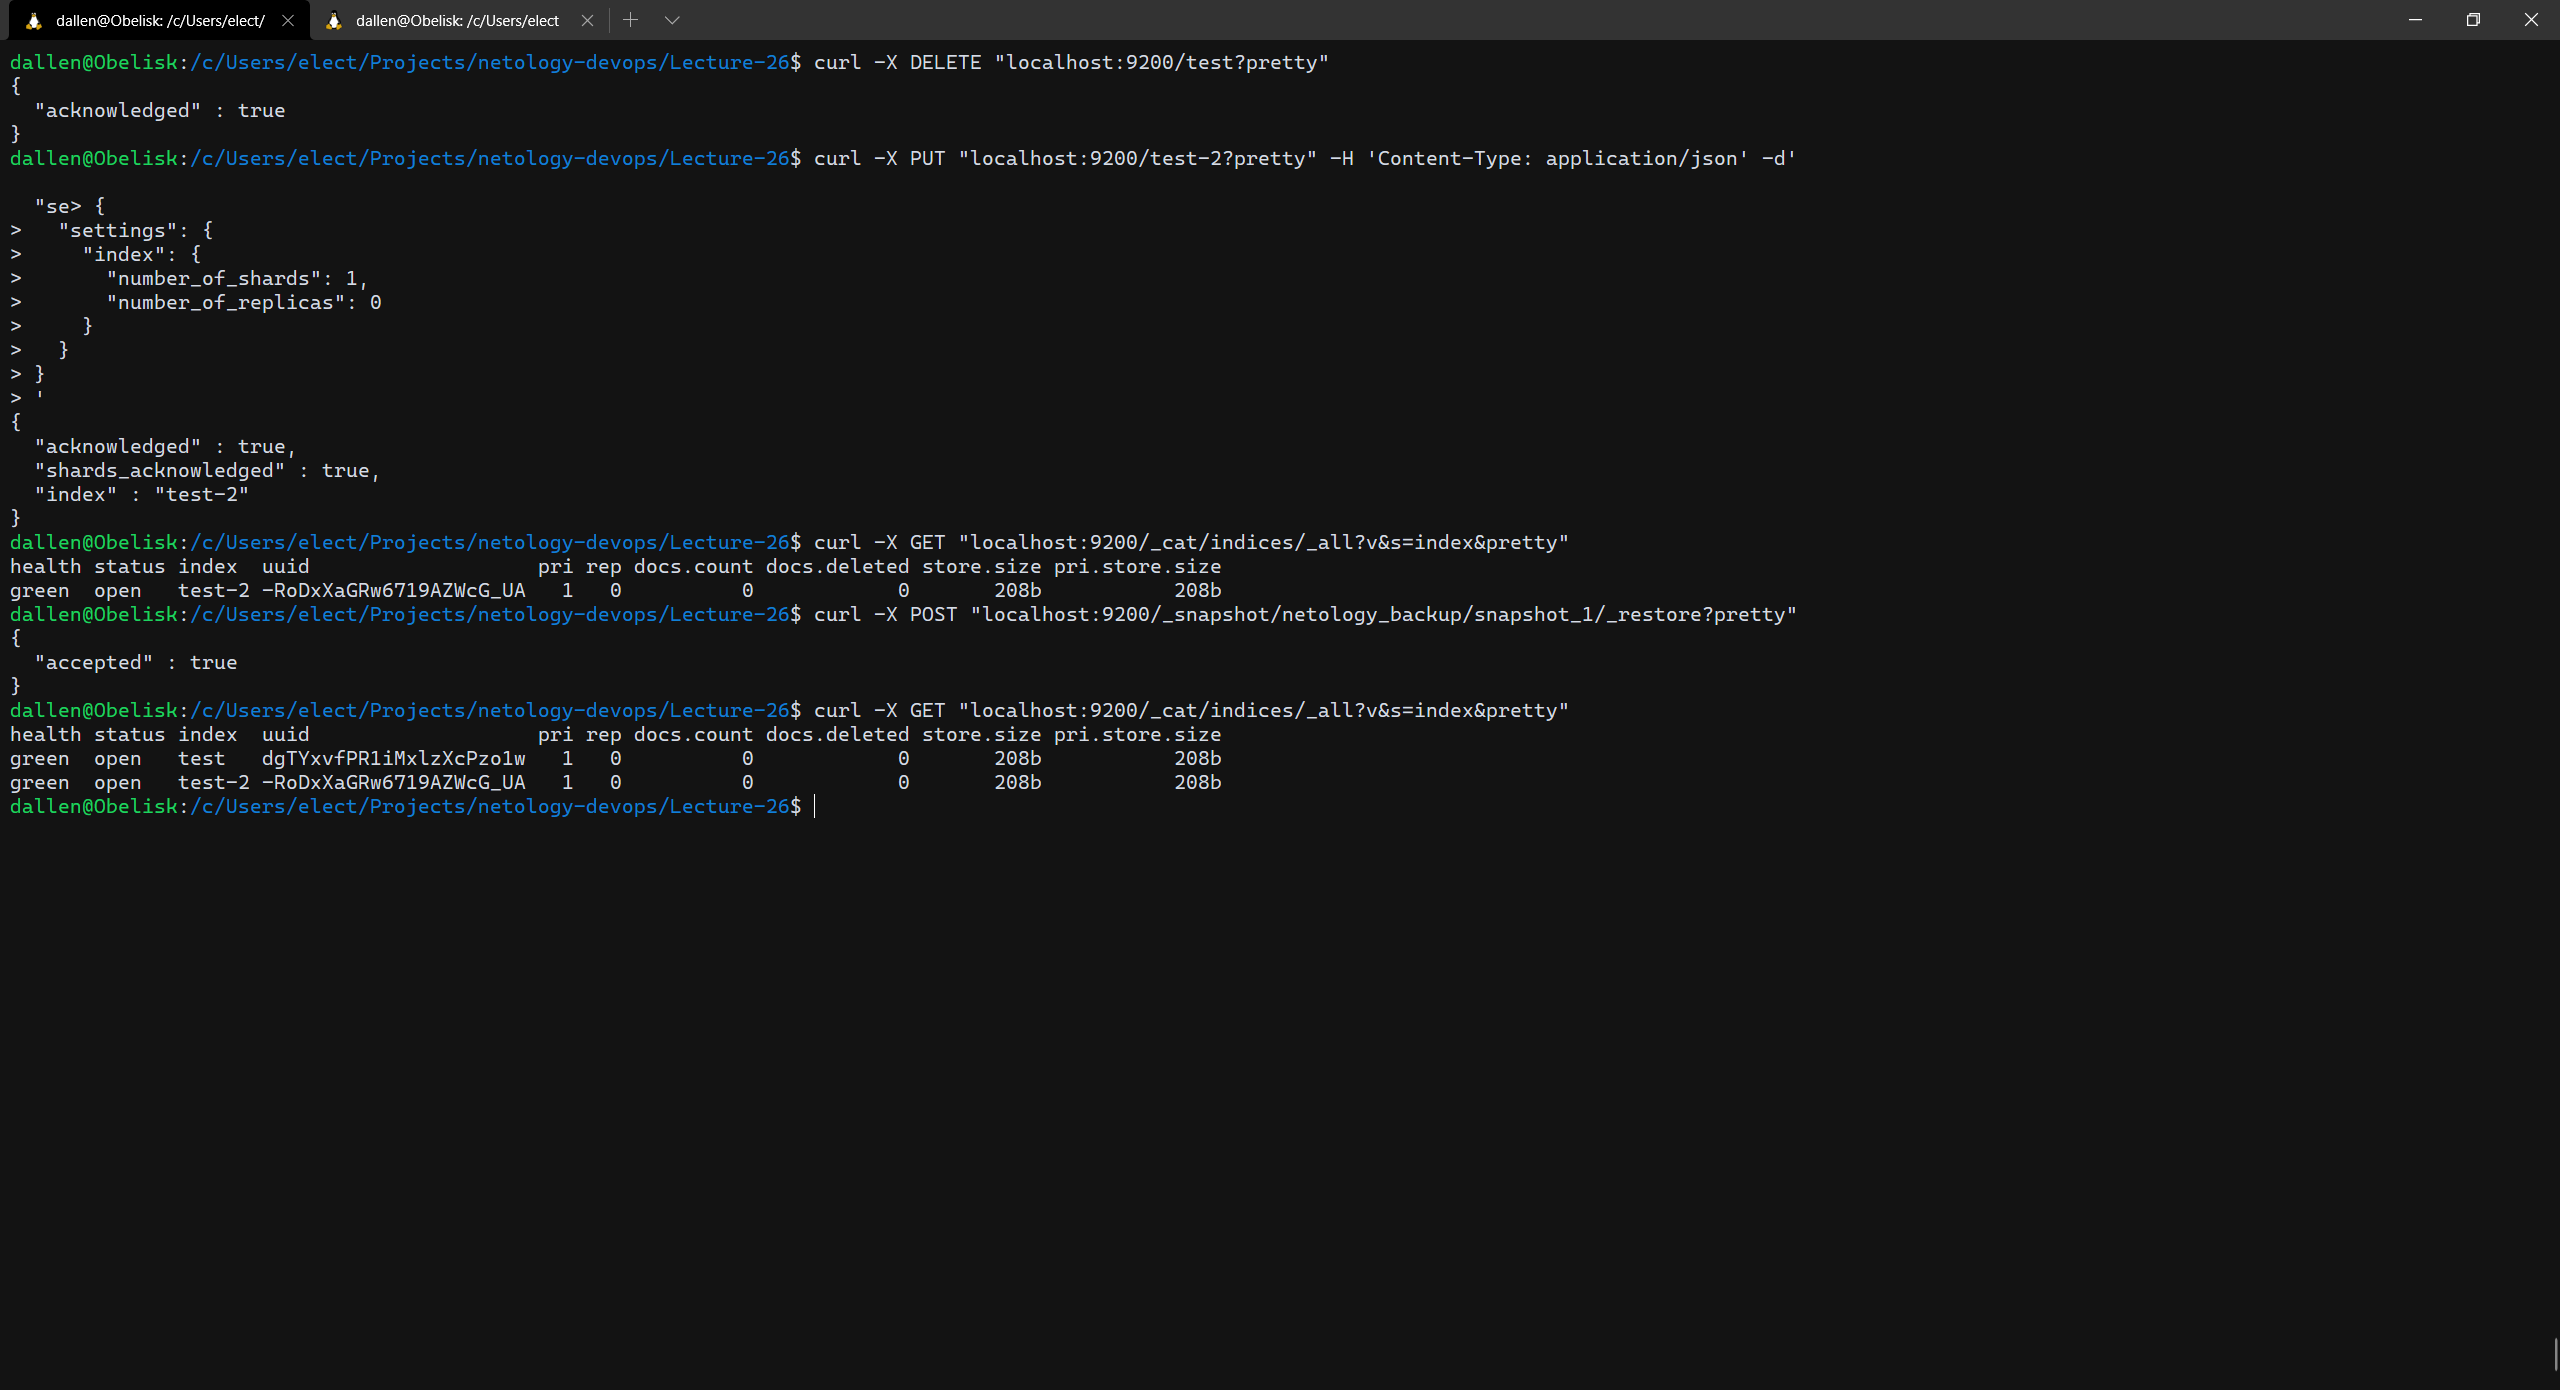 dallen@Obelisk: /c/Users/elect/
dallen@Obelisk: /c/Users/elect
dallen@Obelisk:/c/Users/elect/Projects/netology-devops/Lecture-26$ curl -X DELETE "localhost:9200/test?pretty"
{
  "acknowledged" : true
}
dallen@Obelisk:/c/Users/elect/Projects/netology-devops/Lecture-26$ curl -X PUT "localhost:9200/test-2?pretty" -H 'Content-Type: application/json' -d'
  "se> {
>   "settings": {
>     "index": {
>       "number_of_shards": 1,
>       "number_of_replicas": 0
>     }
>   }
> }
> '
{
  "acknowledged" : true,
  "shards_acknowledged" : true,
  "index" : "test-2"
}
dallen@Obelisk:/c/Users/elect/Projects/netology-devops/Lecture-26$ curl -X GET "localhost:9200/_cat/indices/_all?v&s=index&pretty"
health status index  uuid                   pri rep docs.count docs.deleted store.size pri.store.size
green  open   test-2 -RoDxXaGRw6719AZWcG_UA   1   0          0            0       208b           208b
dallen@Obelisk:/c/Users/elect/Projects/netology-devops/Lecture-26$ curl -X POST "localhost:9200/_snapshot/netology_backup/snapshot_1/_restore?pretty"
{
  "accepted" : true
}
dallen@Obelisk:/c/Users/elect/Projects/netology-devops/Lecture-26$ curl -X GET "localhost:9200/_cat/indices/_all?v&s=index&pretty"
health status index  uuid                   pri rep docs.count docs.deleted store.size pri.store.size
green  open   test   dgTYxvfPR1iMxlzXcPzo1w   1   0          0            0       208b           208b
green  open   test-2 -RoDxXaGRw6719AZWcG_UA   1   0          0            0       208b           208b
dallen@Obelisk:/c/Users/elect/Projects/netology-devops/Lecture-26$